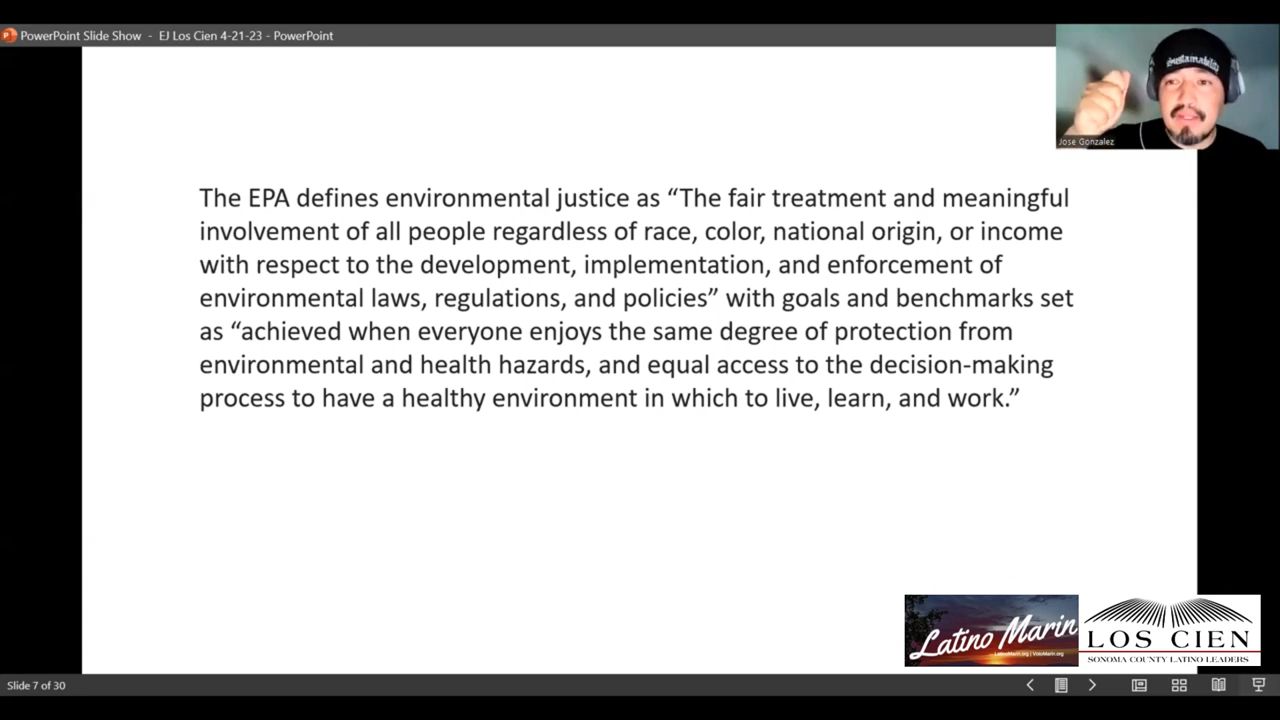 PowerPoint Slide Show - EJ Los Cien 4-21-23 - PowerPoint
sustainability
Jose Gonzalez
The EPA defines environmental justice as “The fair treatment and meaningful
involvement of all people regardless of race, color, national origin, or income
with respect to the development, implementation, and enforcement of
environmental laws, regulations, and policies” with goals and benchmarks set
as “achieved when everyone enjoys the same degree of protection from
environmental and health hazards, and equal access to the decision-making
process to have a healthy environment in which to live, learn, and work.”
Latino Marin
LatinoMarin.org | VotoMarin.org
LOS CIEN
SONOMA COUNTY LATINO LEADERS
Slide 7 of 30